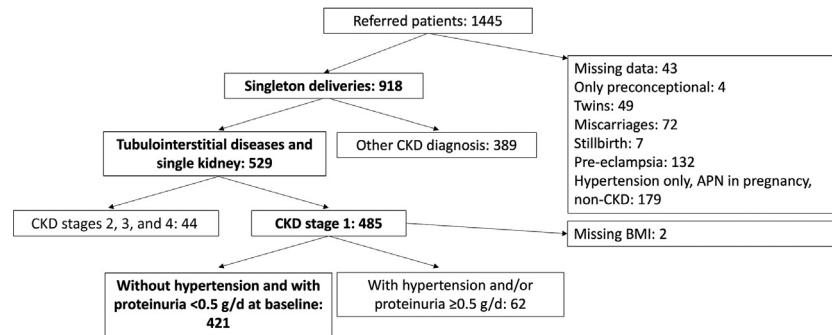 Referred patients: 1445
Missing data: 43
Only preconceptional: 4
Twins: 49
Miscarriages: 72
Stillbirth: 7
Pre-eclampsia: 132
Hypertension only, APN in pregnancy,
non-CKD: 179
Singleton deliveries: 918
Tubulointerstitial diseases and
single kidney: 529
Other CKD diagnosis: 389
CKD stages 2, 3, and 4: 44
CKD stage 1: 485
Missing BMI: 2
Without hypertension and with
proteinuria <0.5 g/d at baseline:
421
With hypertension and/or
proteinuria ≥0.5 g/d: 62